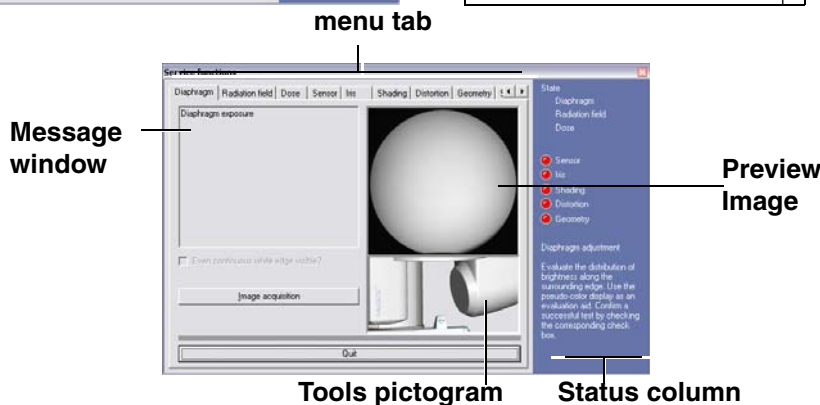 menu tab
Service functions
Diaphragm Radiation field Dose Sensor Iris Shading Distortion Geometry
Diaphragm exposure
Message
window
Even continuous white edge visible?
Image acquisition
Quit
State
Diaphragm
Radiation field
Dose
Sensor
Iris
Shading
Distortion
Geometry
Preview
Image
Diaphragm adjustment
Evaluate the distribution of
brightness along the
surrounding edge. Use the
pseudo-color display as an
evaluation aid. Confirm a
successful test by checking
the corresponding check
box.
Tools pictogram
Status column